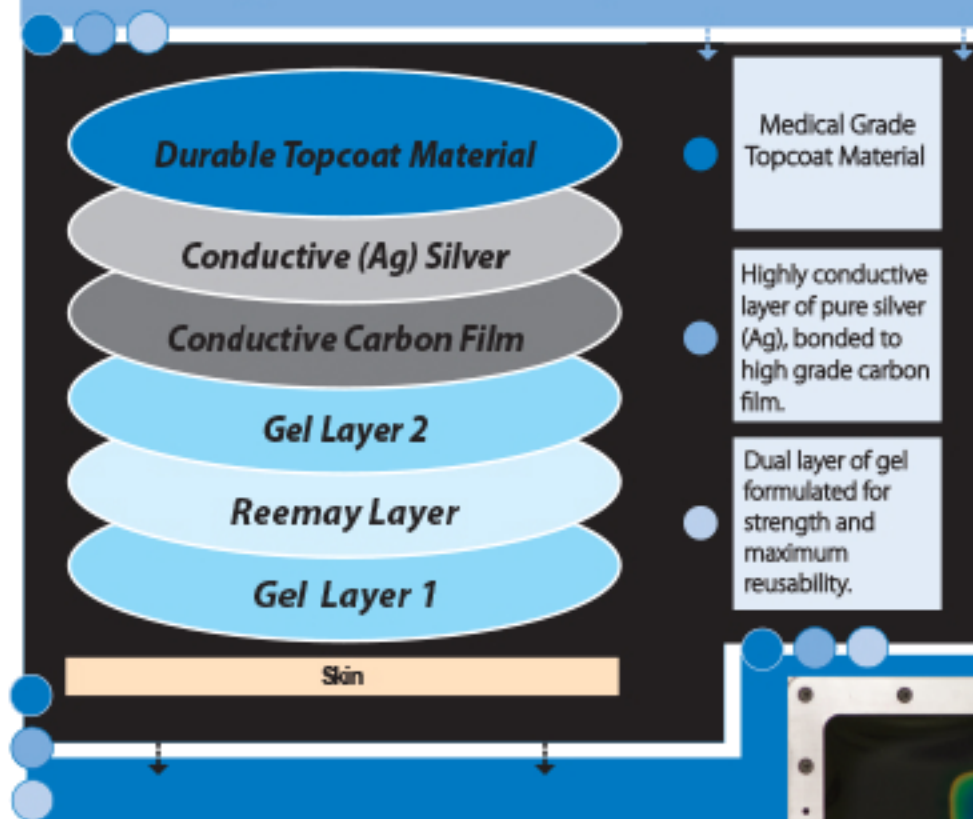 Durable Topcoat Material
Conductive (Ag) Silver
Conductive Carbon Film
Gel Layer 2
Reemay Layer
Gel Layer 1
Skin
Medical Grade
Topcoat Material
Highly conductive
layer of pure silver
(Ag), bonded to
high grade carbon
film.
Dual layer of gel
formulated for
strength and
maximum
reusability.